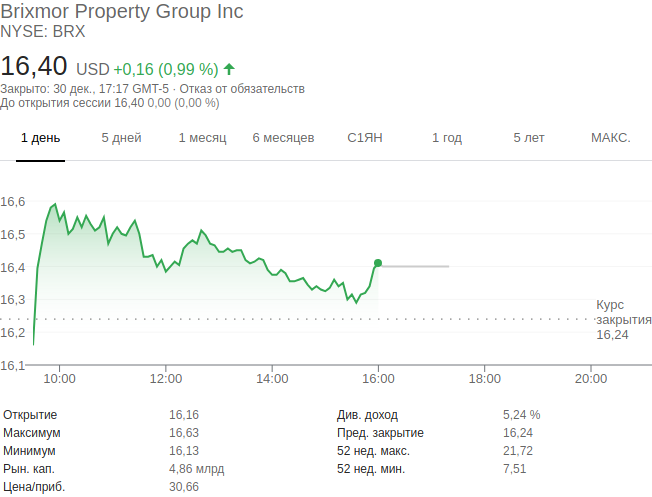 Brixmor Property Group Inc
NYSE: BRX
16,40 USD +0,16 (0,99 %)
Закрыто: 30 дек., 17:17 GMT-5 · Отказ от обязательств
До открытия сессии 16,40 0,00 (0,00 %)
1 день 5 дней 1 месяц 6 месяцев С1ЯН 1 год 5 лет МАКС.
16,6
16,5
16,4
16,3
16,2
16,1
Курс
закрытия
16,24
10:00 12:00 14:00 16:00 18:00 20:00
Открытие 16,16 Див. доход 5,24 %
Максимум 16,63 Пред. закрытие 16,24
Минимум 16,13 52 нед. макс. 21,72
Рын. кап. 4,86 млрд 52 нед. мин. 7,51
Цена/приб. 30,66